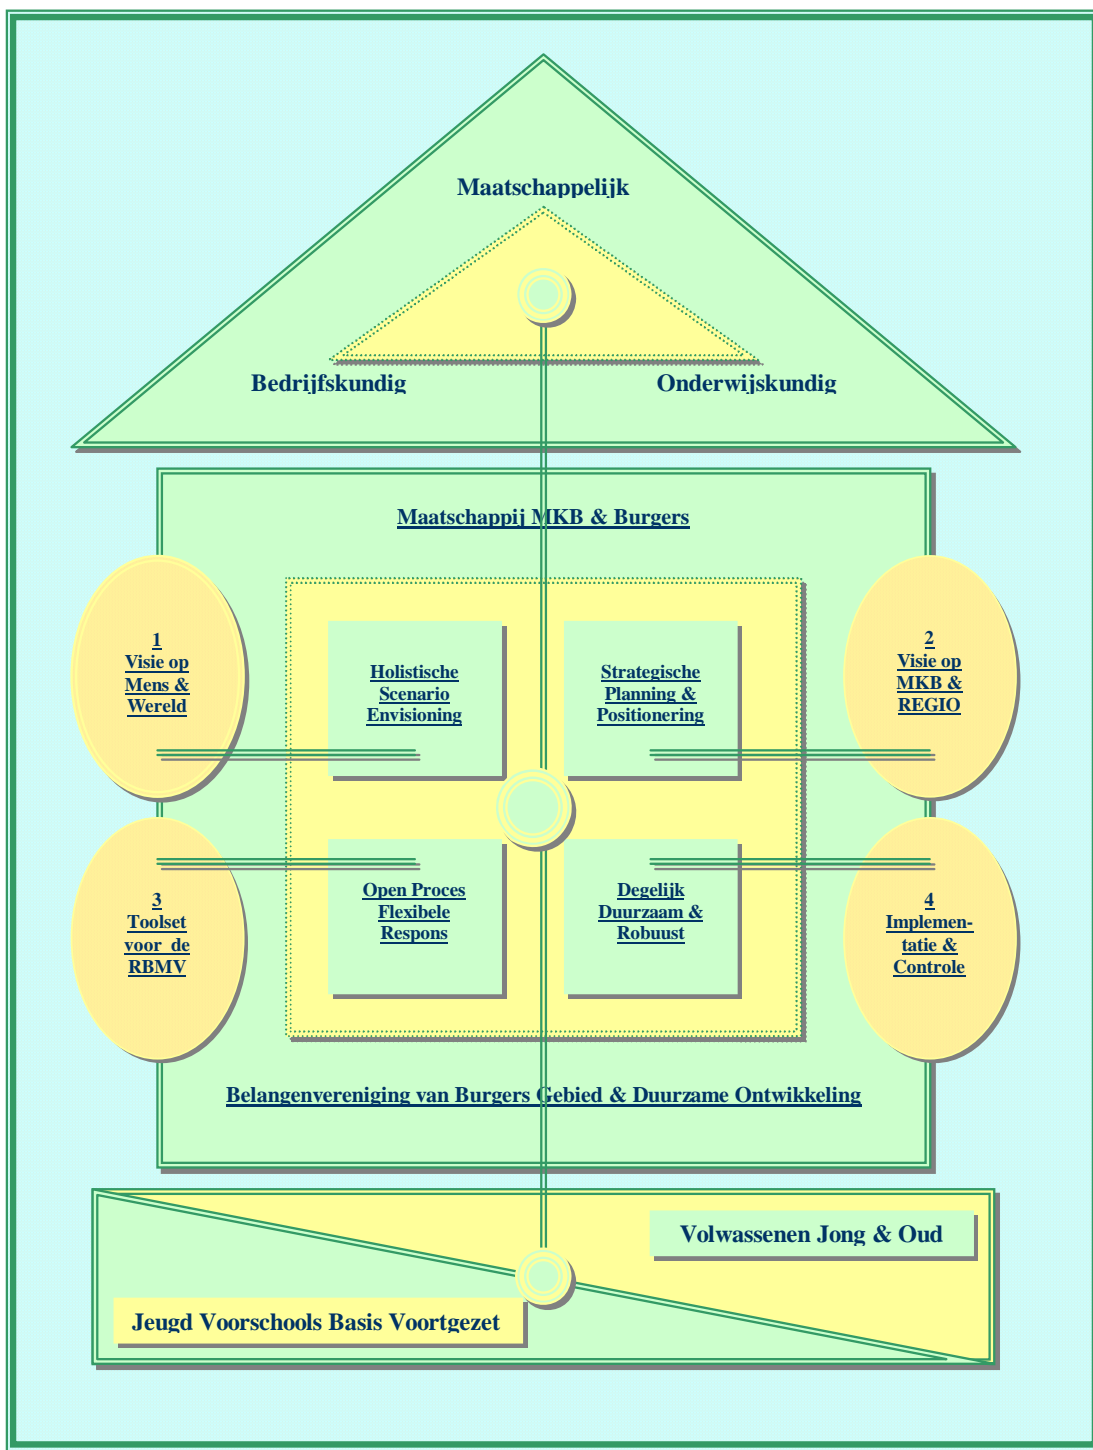 Maatschappelijk
Bedrijfskundig
Onderwijskundig
Maatschappij MKB & Burgers
1
Visie op
Mens &
Wereld
Holistische
Scenario
Envisioning
Strategische
Planning &
Positionering
2
Visie op
MKB &
REGIO
3
Toolset
voor de
RBMV
Open Proces
Flexibele
Respons
Degelijk
Duurzaam &
Robuust
4
Implemen-
tatie &
Controle
Belangenvereniging van Burgers Gebied & Duurzame Ontwikkeling
Volwassenen Jong & Oud
Jeugd Voorschools Basis Voortgezet